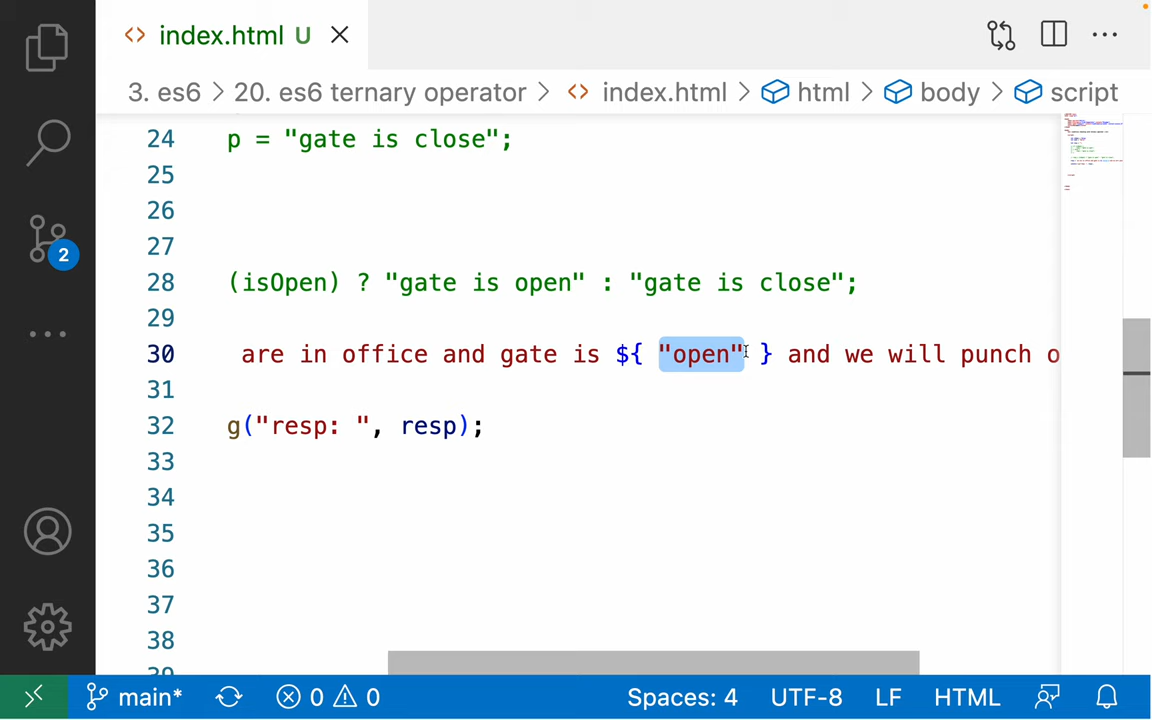 index.html U
3. es6 > 20. es6 ternary operator > index.html > html > body > script
24 p = "gate is close";
25
26
27
28 (isOpen) ? "gate is open" : "gate is close";
29
30 are in office and gate is ${ "open" } and we will punch o
31
32 g("resp: ", resp);
33
34
35
36
37
38
2
main* 0 0 Spaces: 4 UTF-8 LF HTML